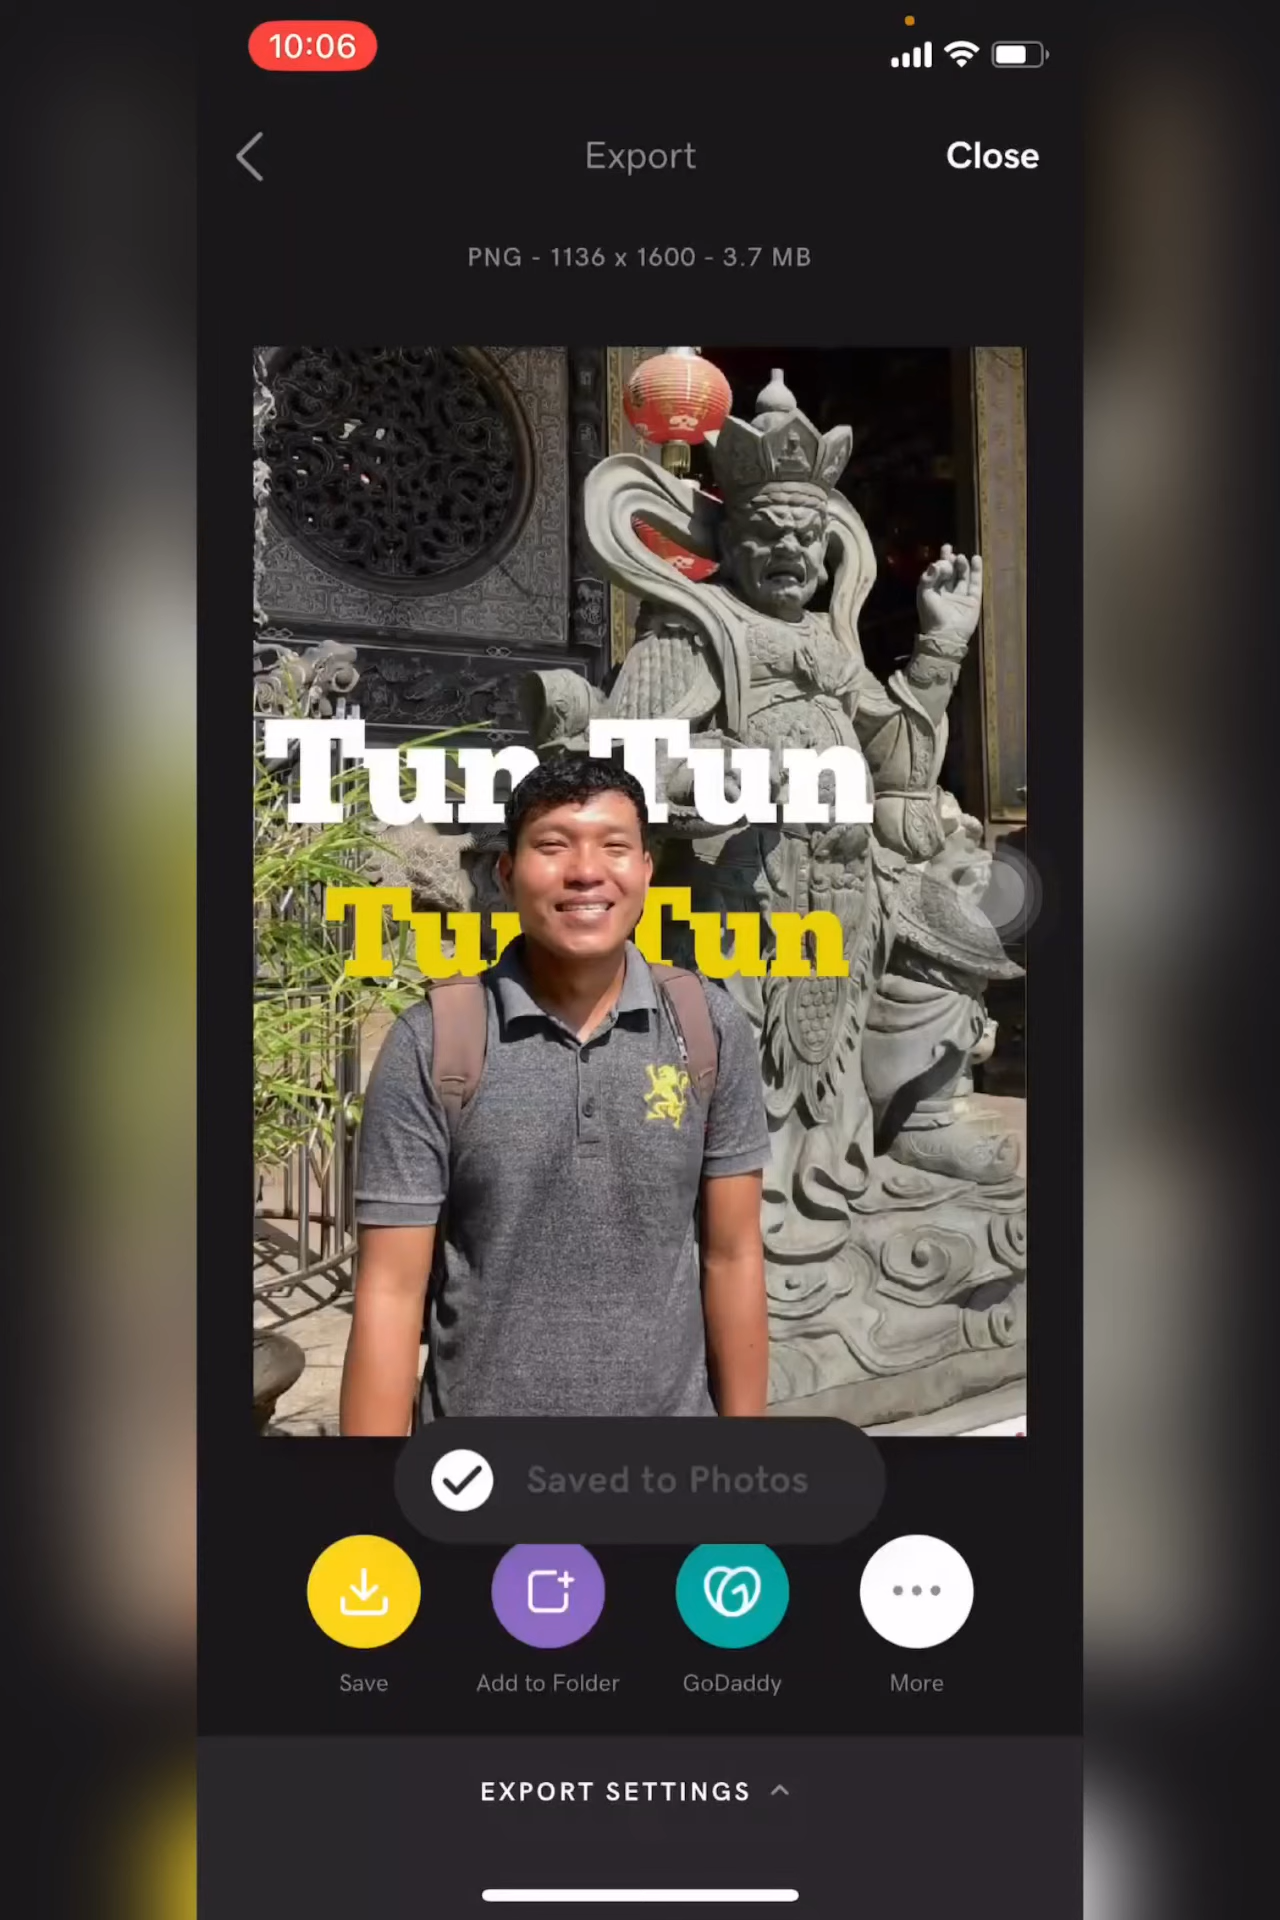 10:06
Export
Close
PNG - 1136 x 1600 - 3.7 MB
Tun Tun
Tun Tun
Saved to Photos
Save
Add to Folder
GoDaddy
More
EXPORT SETTINGS